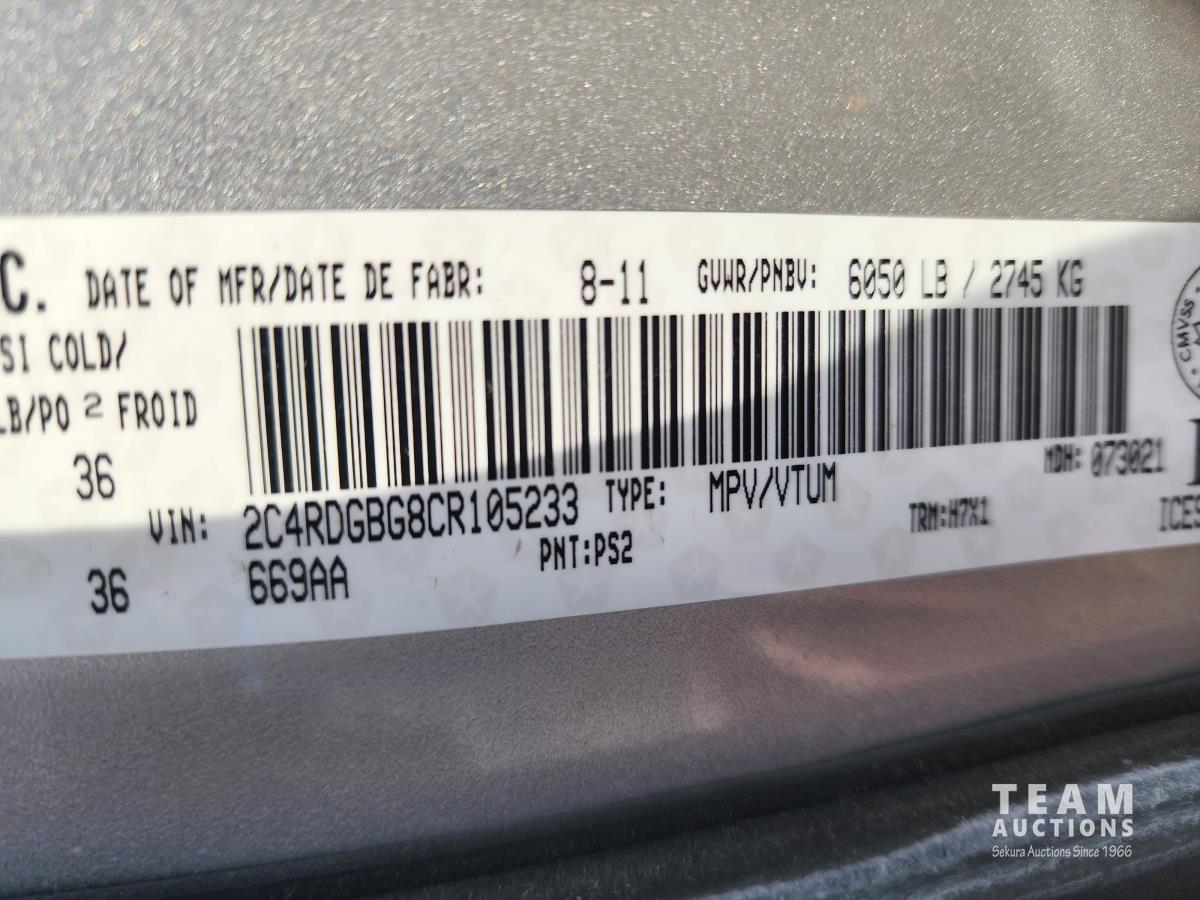 C. DATE OF MFR/DATE DE FABR: 8-11 GVWR/PNBV: 6050 LB / 2745 KG
SI COLD/
LB/PO 2 FROID
CMVSS
36
MDH: 073021
VIN: 2C4RDGBG8CR105233 TYPE: MPV/VTUM
TRM:H7X1
PNT:PS2
36 669AA
TEAM
AUCTIONS
Sekura Auctions Since 1966